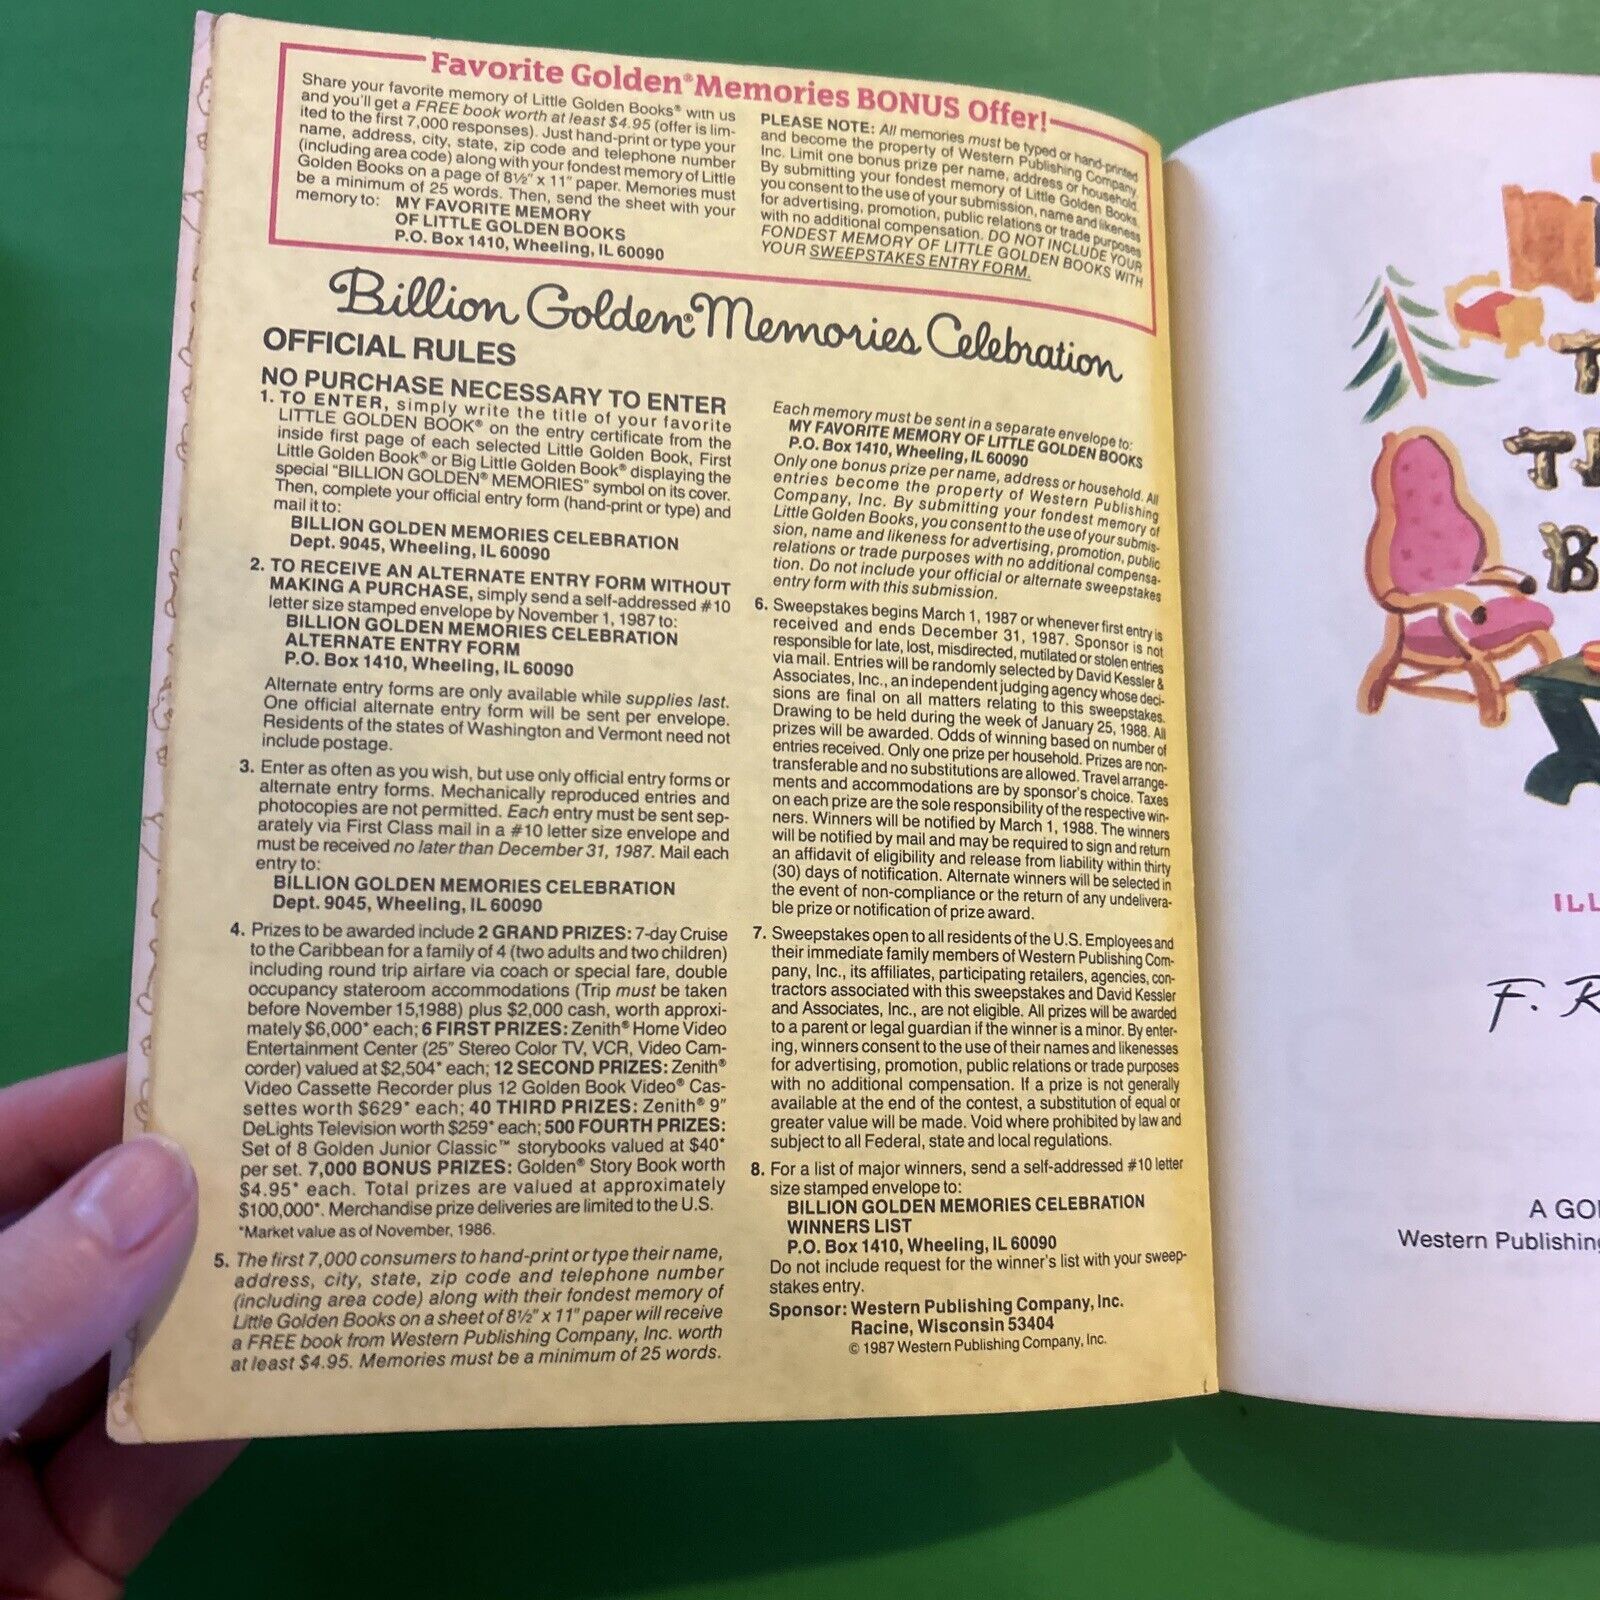 Favorite Golden® Memories BONUS Offer!
Share your favorite memory of Little Golden Books® with us
and you'll get a FREE book worth at least $4.95 (offer is lim-
ited to the first 7,000 responses). Just hand-print or type your
name, address, city, state, zip code and telephone number
(including area code) along with your fondest memory of Little
Golden Books on a page of 8½" x 11" paper. Memories must
be a minimum of 25 words. Then, send the sheet with your
memory to: MY FAVORITE MEMORY
OF LITTLE GOLDEN BOOKS
P.O. Box 1410, Wheeling, IL 60090
PLEASE NOTE: All memories must be typed or hand-printed
and become the property of Western Publishing Company,
Inc. Limit one bonus prize per name, address or household.
By submitting your fondest memory of Little Golden Books,
you consent to the use of your submission, name and likeness
for advertising, promotion, public relations or trade purposes
with no additional compensation. DO NOT INCLUDE YOUR
FONDEST MEMORY OF LITTLE GOLDEN BOOKS WITH
YOUR SWEEPSTAKES ENTRY FORM.
Billion Golden® Memories Celebration
OFFICIAL RULES
NO PURCHASE NECESSARY TO ENTER
1. TO ENTER, simply write the title of your favorite
LITTLE GOLDEN BOOK® on the entry certificate from the
inside first page of each selected Little Golden Book, First
Little Golden Book® or Big Little Golden Book® displaying the
special "BILLION GOLDEN® MEMORIES" symbol on its cover.
Then, complete your official entry form (hand-print or type) and
mail it to:
BILLION GOLDEN MEMORIES CELEBRATION
Dept. 9045, Wheeling, IL 60090
2. TO RECEIVE AN ALTERNATE ENTRY FORM WITHOUT
MAKING A PURCHASE, simply send a self-addressed #10
letter size stamped envelope by November 1, 1987 to:
BILLION GOLDEN MEMORIES CELEBRATION
ALTERNATE ENTRY FORM
P.O. Box 1410, Wheeling, IL 60090
Alternate entry forms are only available while supplies last.
One official alternate entry form will be sent per envelope.
Residents of the states of Washington and Vermont need not
include postage.
3. Enter as often as you wish, but use only official entry forms or
alternate entry forms. Mechanically reproduced entries and
photocopies are not permitted. Each entry must be sent sep-
arately via First Class mail in a #10 letter size envelope and
must be received no later than December 31, 1987. Mail each
entry to:
BILLION GOLDEN MEMORIES CELEBRATION
Dept. 9045, Wheeling, IL 60090
4. Prizes to be awarded include 2 GRAND PRIZES: 7-day Cruise
to the Caribbean for a family of 4 (two adults and two children)
including round trip airfare via coach or special fare, double
occupancy stateroom accommodations (Trip must be taken
before November 15,1988) plus $2,000 cash, worth approxi-
mately $6,000* each; 6 FIRST PRIZES: Zenith® Home Video
Entertainment Center (25" Stereo Color TV, VCR, Video Cam-
corder) valued at $2,504* each; 12 SECOND PRIZES: Zenith®
Video Cassette Recorder plus 12 Golden Book Video® Cas-
settes worth $629* each; 40 THIRD PRIZES: Zenith® 9"
DeLights Television worth $259* each; 500 FOURTH PRIZES:
Set of 8 Golden Junior Classic™ storybooks valued at $40*
per set. 7,000 BONUS PRIZES: Golden® Story Book worth
$4.95* each. Total prizes are valued at approximately
$100,000*. Merchandise prize deliveries are limited to the U.S.
*Market value as of November, 1986.
5. The first 7,000 consumers to hand-print or type their name,
address, city, state, zip code and telephone number
(including area code) along with their fondest memory of
Little Golden Books on a sheet of 8½" x 11" paper will receive
a FREE book from Western Publishing Company, Inc. worth
at least $4.95. Memories must be a minimum of 25 words.
Each memory must be sent in a separate envelope to:
MY FAVORITE MEMORY OF LITTLE GOLDEN BOOKS
P.O. Box 1410, Wheeling, IL 60090
Only one bonus prize per name, address or household. All
entries become the property of Western Publishing
Company, Inc. By submitting your fondest memory of
Little Golden Books, you consent to the use of your submis-
sion, name and likeness for advertising, promotion, public
relations or trade purposes with no additional compensa-
tion. Do not include your official or alternate sweepstakes
entry form with this submission.
6. Sweepstakes begins March 1, 1987 or whenever first entry is
received and ends December 31, 1987. Sponsor is not
responsible for late, lost, misdirected, mutilated or stolen entries
via mail. Entries will be randomly selected by David Kessler &
Associates, Inc., an independent judging agency whose deci-
sions are final on all matters relating to this sweepstakes.
Drawing to be held during the week of January 25, 1988. All
prizes will be awarded. Odds of winning based on number of
entries received. Only one prize per household. Prizes are non-
transferable and no substitutions are allowed. Travel arrange-
ments and accommodations are by sponsor's choice. Taxes
on each prize are the sole responsibility of the respective win-
ners. Winners will be notified by March 1, 1988. The winners
will be notified by mail and may be required to sign and return
an affidavit of eligibility and release from liability within thirty
(30) days of notification. Alternate winners will be selected in
the event of non-compliance or the return of any undelivera-
ble prize or notification of prize award.
7. Sweepstakes open to all residents of the U.S. Employees and
their immediate family members of Western Publishing Com-
pany, Inc., its affiliates, participating retailers, agencies, con-
tractors associated with this sweepstakes and David Kessler
and Associates, Inc., are not eligible. All prizes will be awarded
to a parent or legal guardian if the winner is a minor. By enter-
ing, winners consent to the use of their names and likenesses
for advertising, promotion, public relations or trade purposes
with no additional compensation. If a prize is not generally
available at the end of the contest, a substitution of equal or
greater value will be made. Void where prohibited by law and
subject to all Federal, state and local regulations.
8. For a list of major winners, send a self-addressed #10 letter
size stamped envelope to:
BILLION GOLDEN MEMORIES CELEBRATION
WINNERS LIST
P.O. Box 1410, Wheeling, IL 60090
Do not include request for the winner's list with your sweep-
stakes entry.
Sponsor: Western Publishing Company, Inc.
Racine, Wisconsin 53404
© 1987 Western Publishing Company, Inc.
F. R
A GO
Western Publishing